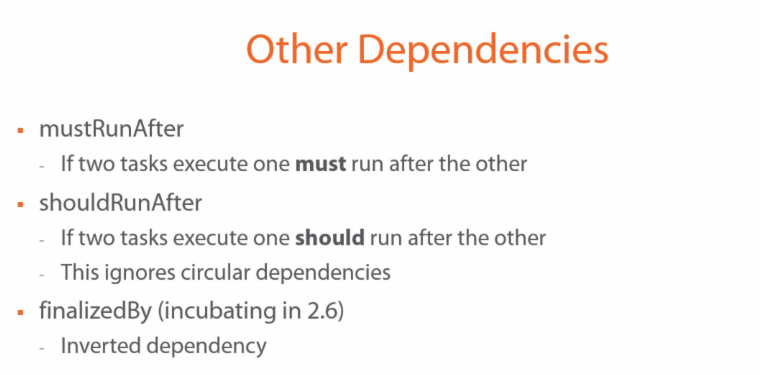 Other Dependencies
▪ mustRunAfter
- If two tasks execute one must run after the other
▪ shouldRunAfter
- If two tasks execute one should run after the other
- This ignores circular dependencies
▪ finalizedBy (incubating in 2.6)
- Inverted dependency